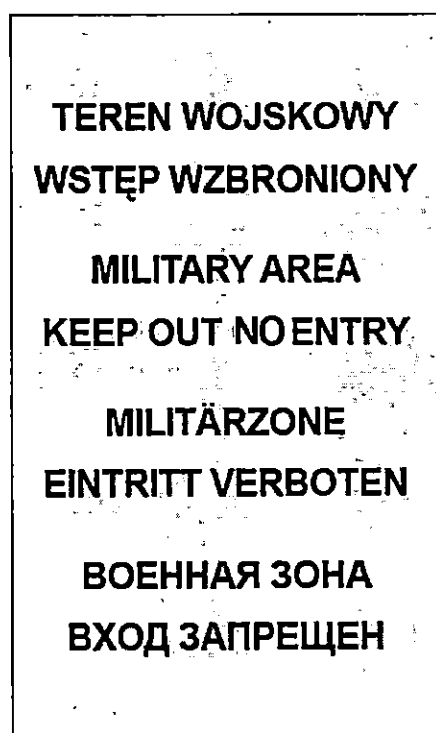 TEREN WOJSKOWY
WSTĘP WZBRONIONY
MILITARY AREA
KEEP OUT NO ENTRY
MILITÄRZONE
EINTRITT VERBOTEN
ВОЕННАЯ ЗОНА
ВХОД ЗАПРЕЩЕН